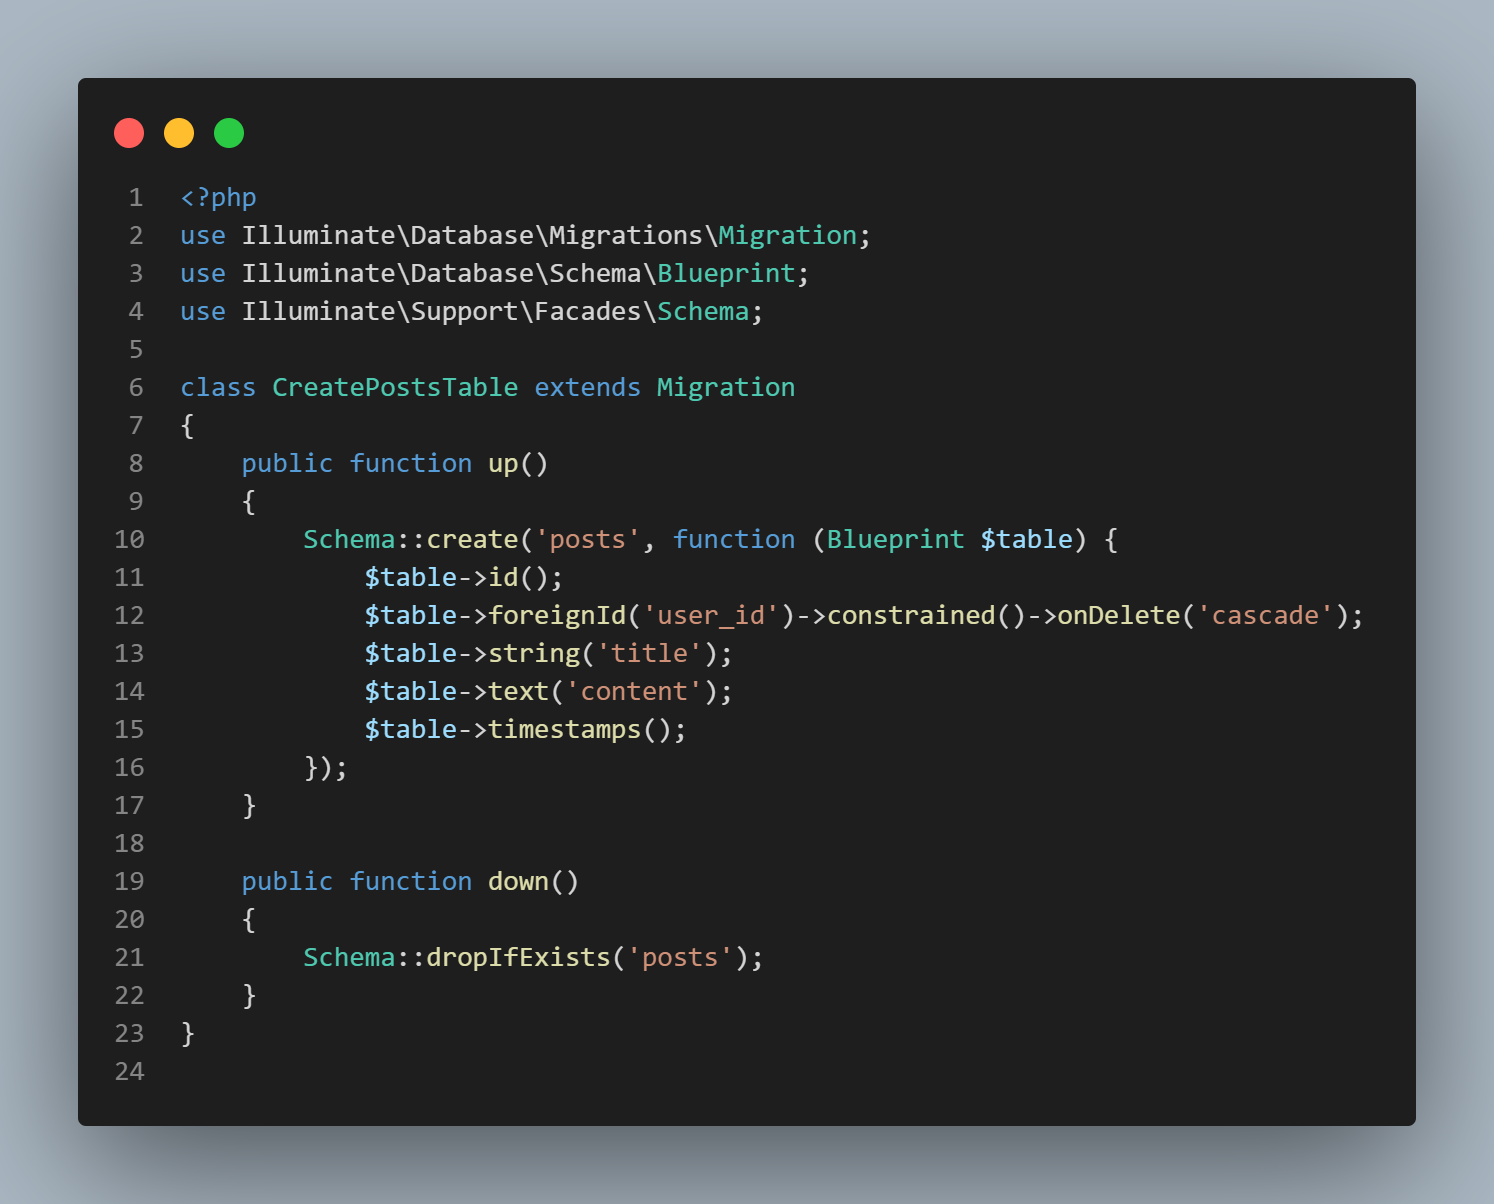 1 <?php
2 use Illuminate\Database\Migrations\Migration;
3 use Illuminate\Database\Schema\Blueprint;
4 use Illuminate\Support\Facades\Schema;
5
6 class CreatePostsTable extends Migration
7 {
8     public function up()
9     {
10         Schema::create('posts', function (Blueprint $table) {
11             $table->id();
12             $table->foreignId('user_id')->constrained()->onDelete('cascade');
13             $table->string('title');
14             $table->text('content');
15             $table->timestamps();
16         });
17     }
18
19     public function down()
20     {
21         Schema::dropIfExists('posts');
22     }
23 }
24